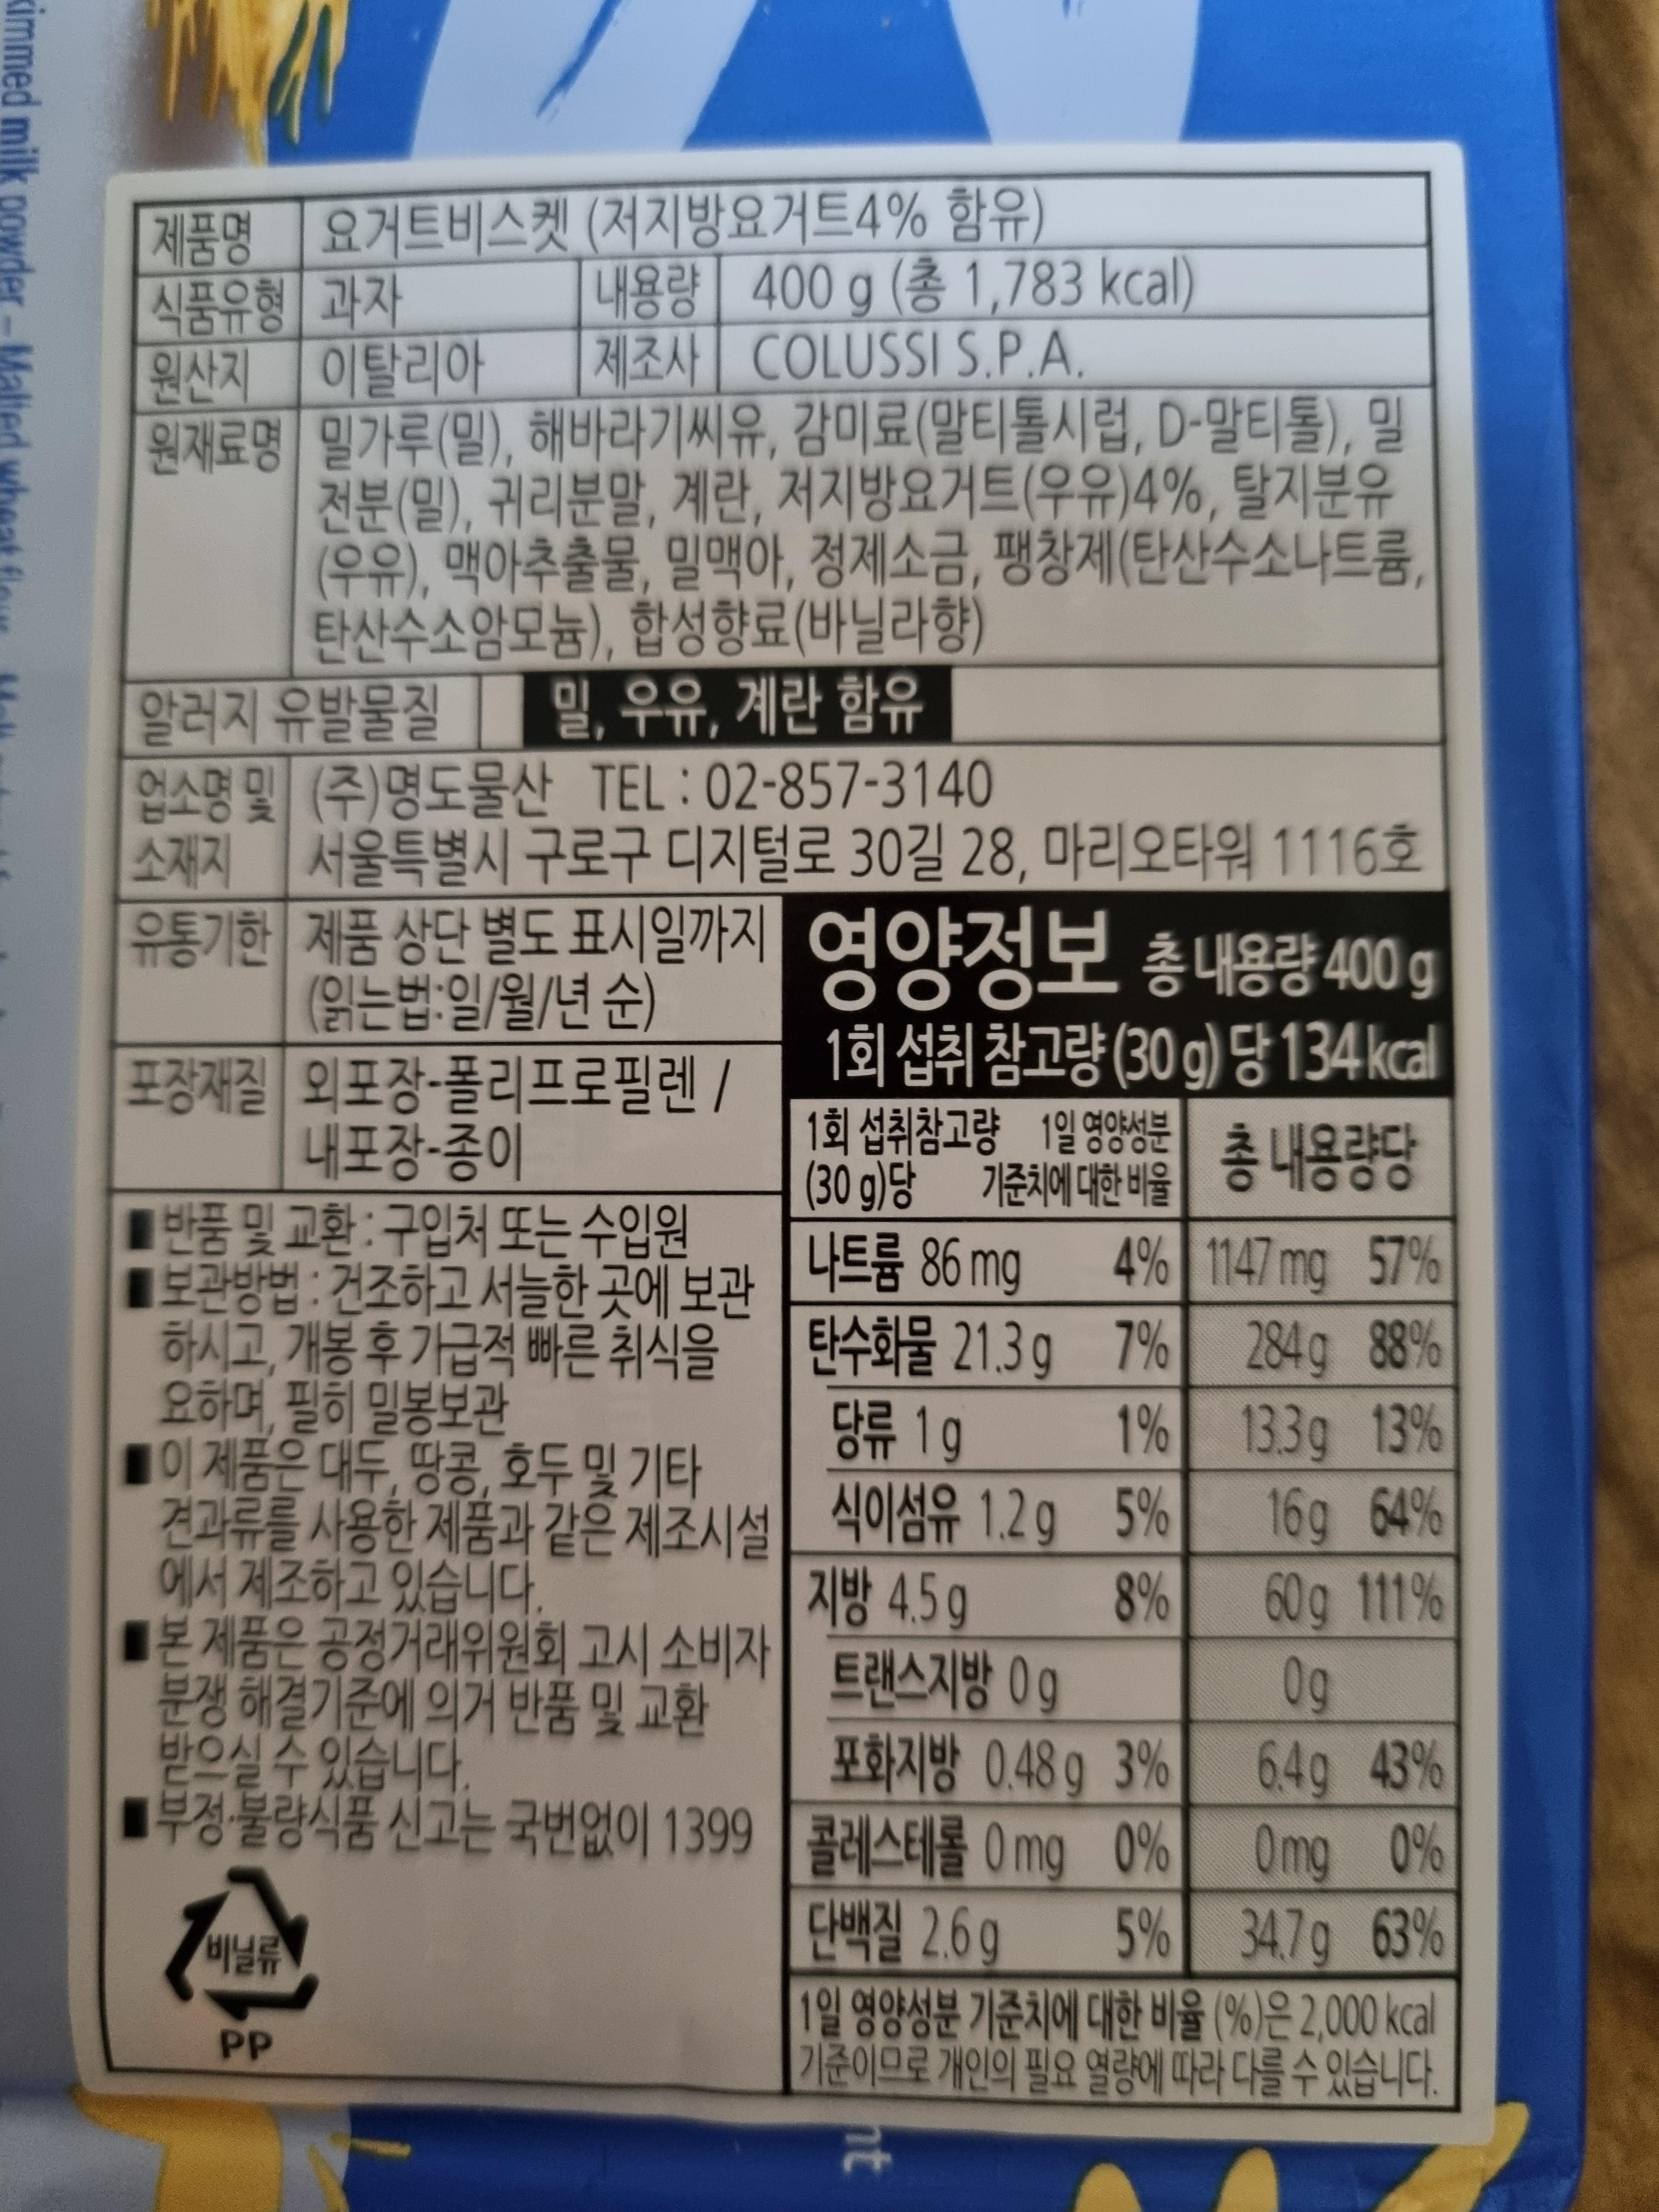 kimmed milk powder – Malted wheat flour
제품명 요거트비스켓 (저지방요거트4% 함유)
식품유형 과자 내용량 400 g (총 1,783 kcal)
원산지 이탈리아 제조사 COLUSSI S.P.A.
원재료명 밀가루(밀), 해바라기씨유, 감미료(말티톨시럽, D-말티톨), 밀
전분(밀), 귀리분말, 계란, 저지방요거트(우유)4%, 탈지분유
(우유), 맥아추출물, 밀맥아, 정제소금, 팽창제(탄산수소나트륨,
탄산수소암모늄), 합성향료(바닐라향)
알러지 유발물질 밀, 우유, 계란 함유
업소명 및 (주)명도물산 TEL : 02-857-3140
소재지 서울특별시 구로구 디지털로 30길 28, 마리오타워 1116호
유통기한 제품 상단 별도 표시일까지
(읽는법:일/월/년 순)
포장재질 외포장-폴리프로필렌 /
내포장-종이
■ 반품 및 교환 : 구입처 또는 수입원
■ 보관방법 : 건조하고 서늘한 곳에 보관
하시고, 개봉 후 가급적 빠른 취식을
요하며, 필히 밀봉보관
■ 이 제품은 대두, 땅콩, 호두 및 기타
견과류를 사용한 제품과 같은 제조시설
에서 제조하고 있습니다.
■ 본 제품은 공정거래위원회 고시 소비자
분쟁 해결기준에 의거 반품 및 교환
받으실 수 있습니다.
■ 부정·불량식품 신고는 국번없이 1399
비닐류
PP
영양정보 총 내용량 400 g
1회 섭취 참고량 (30 g) 당 134 kcal
1회 섭취참고량 1일 영양성분 총 내용량당
(30 g)당 기준치에 대한 비율
나트륨 86 mg 4% 1147 mg 57%
탄수화물 21.3 g 7% 284 g 88%
당류 1 g 1% 13.3 g 13%
식이섬유 1.2 g 5% 16 g 64%
지방 4.5 g 8% 60 g 111%
트랜스지방 0 g 0 g
포화지방 0.48 g 3% 6.4 g 43%
콜레스테롤 0 mg 0% 0 mg 0%
단백질 2.6 g 5% 34.7 g 63%
1일 영양성분 기준치에 대한 비율 (%)은 2,000 kcal
기준이므로 개인의 필요 열량에 따라 다를 수 있습니다.
nt